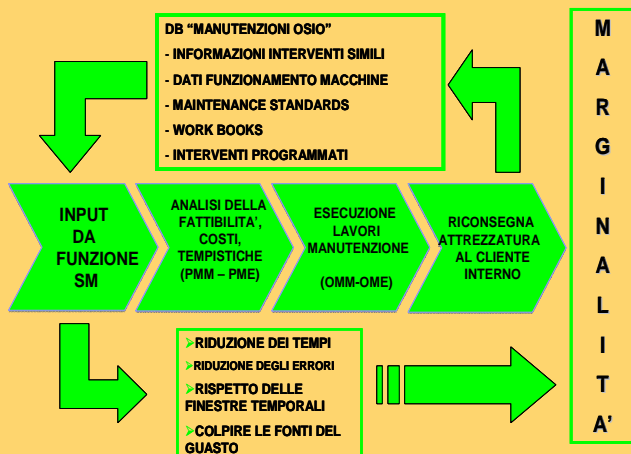 DB “MANUTENZIONI OSIO”
- INFORMAZIONI INTERVENTI SIMILI
- DATI FUNZIONAMENTO MACCHINE
- MAINTENANCE STANDARDS
- WORK BOOKS
- INTERVENTI PROGRAMMATI
INPUT
DA
FUNZIONE
SM
ANALISI DELLA
FATTIBILITA’,
COSTI,
TEMPISTICHE
(PMM – PME)
ESECUZIONE
LAVORI
MANUTENZIONE
(OMM-OME)
RICONSEGNA
ATTREZZATURA
AL CLIENTE
INTERNO
➢RIDUZIONE DEI TEMPI
➢RIDUZIONE DEGLI ERRORI
➢RISPETTO DELLE
FINESTRE TEMPORALI
➢COLPIRE LE FONTI DEL
GUASTO
M
A
R
G
I
N
A
L
I
T
A’